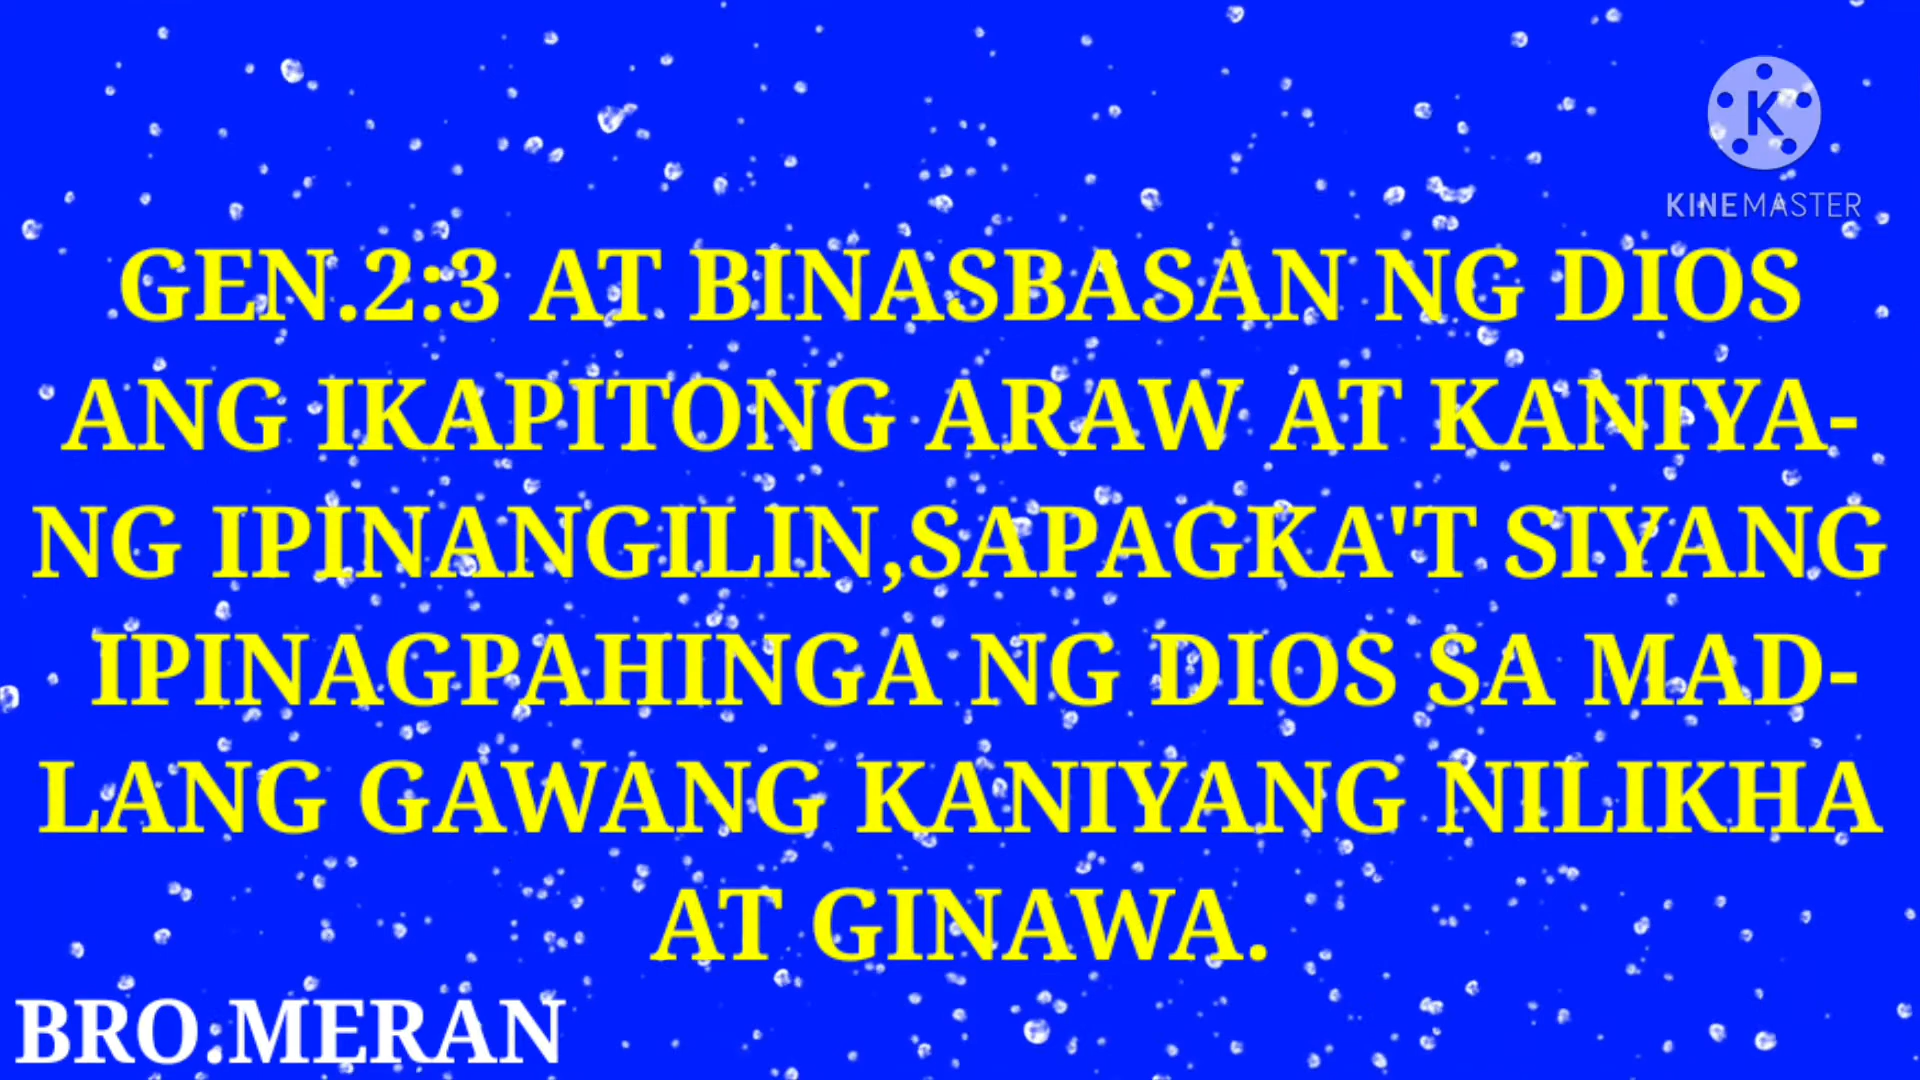 K
KINEMASTER
GEN.2:3 AT BINASBASAN NG DIOS
ANG IKAPITONG ARAW AT KANIYA-
NG IPINANGILIN,SAPAGKA'T SIYANG
IPINAGPAHINGA NG DIOS SA MAD-
LANG GAWANG KANIYANG NILIKHA
AT GINAWA.
BRO.MERAN